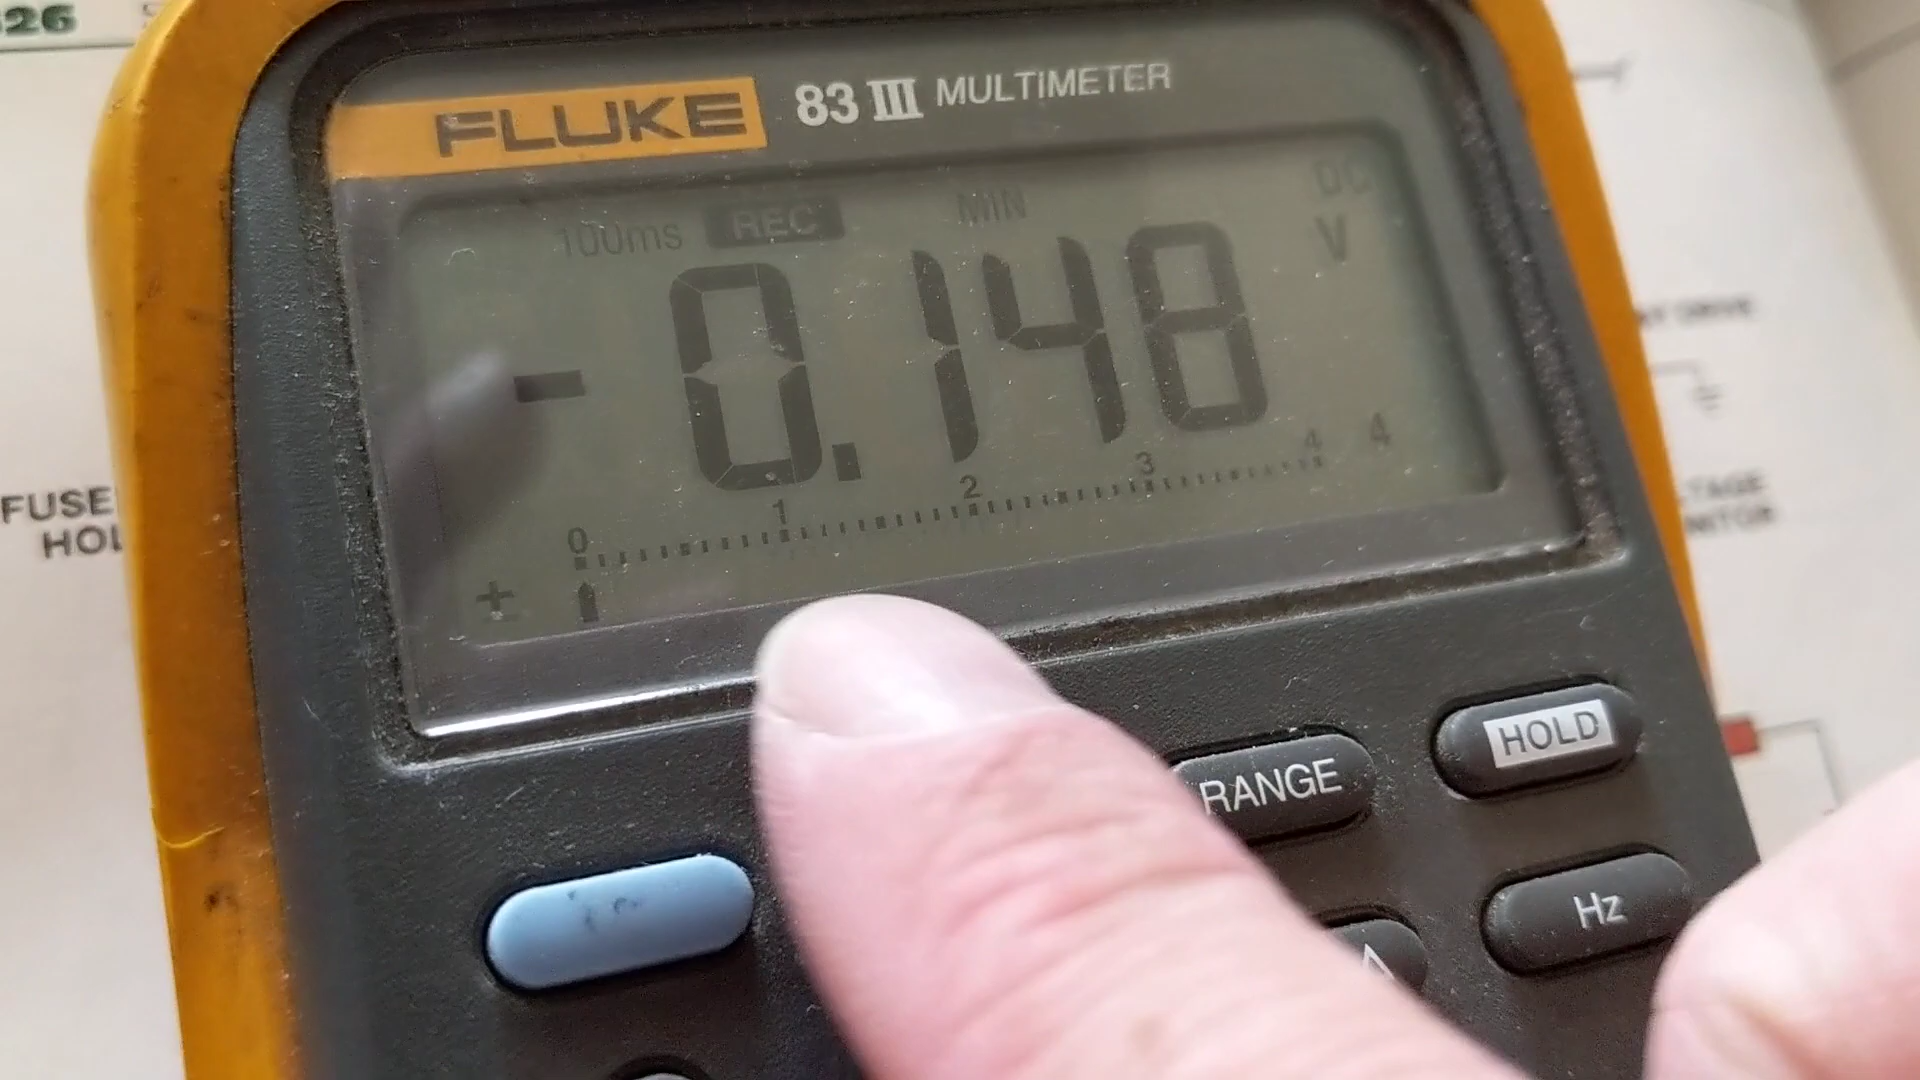 26
FLUKE 83 III MULTIMETER
100ms REC MIN DC
V
-0.148
0 1 2 3 4 4
±
FUSE
HOL
DRIVE
HOLD
RANGE
Hz